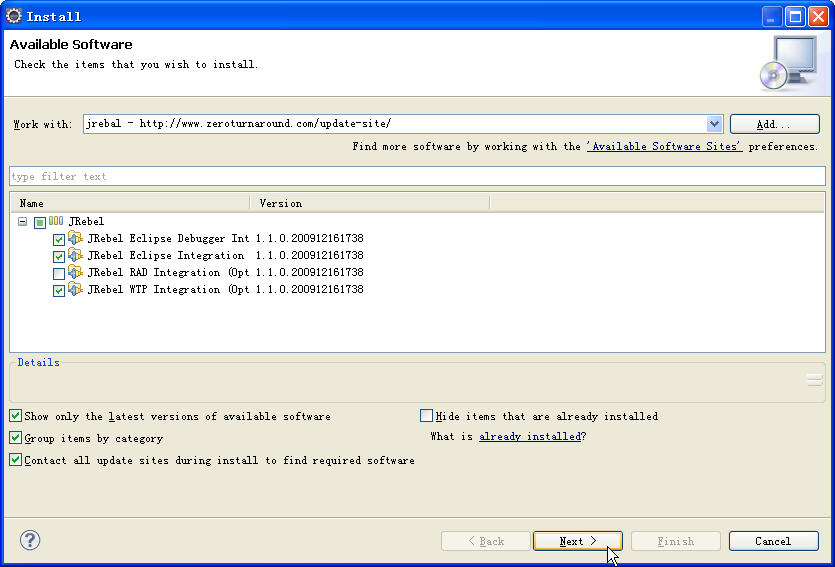 Install
Available Software
Check the items that you wish to install.
Work with: jrebal - http://www.zeroturnaround.com/update-site/ Add...
Find more software by working with the 'Available Software Sites' preferences.
type filter text
Name Version
JRebel
JRebel Eclipse Debugger Int 1.1.0.200912161738
JRebel Eclipse Integration 1.1.0.200912161738
JRebel RAD Integration (Opt 1.1.0.200912161738
JRebel WTP Integration (Opt 1.1.0.200912161738
Details
Show only the latest versions of available software Hide items that are already installed
Group items by category What is already installed?
Contact all update sites during install to find required software
? < Back Next > Finish Cancel